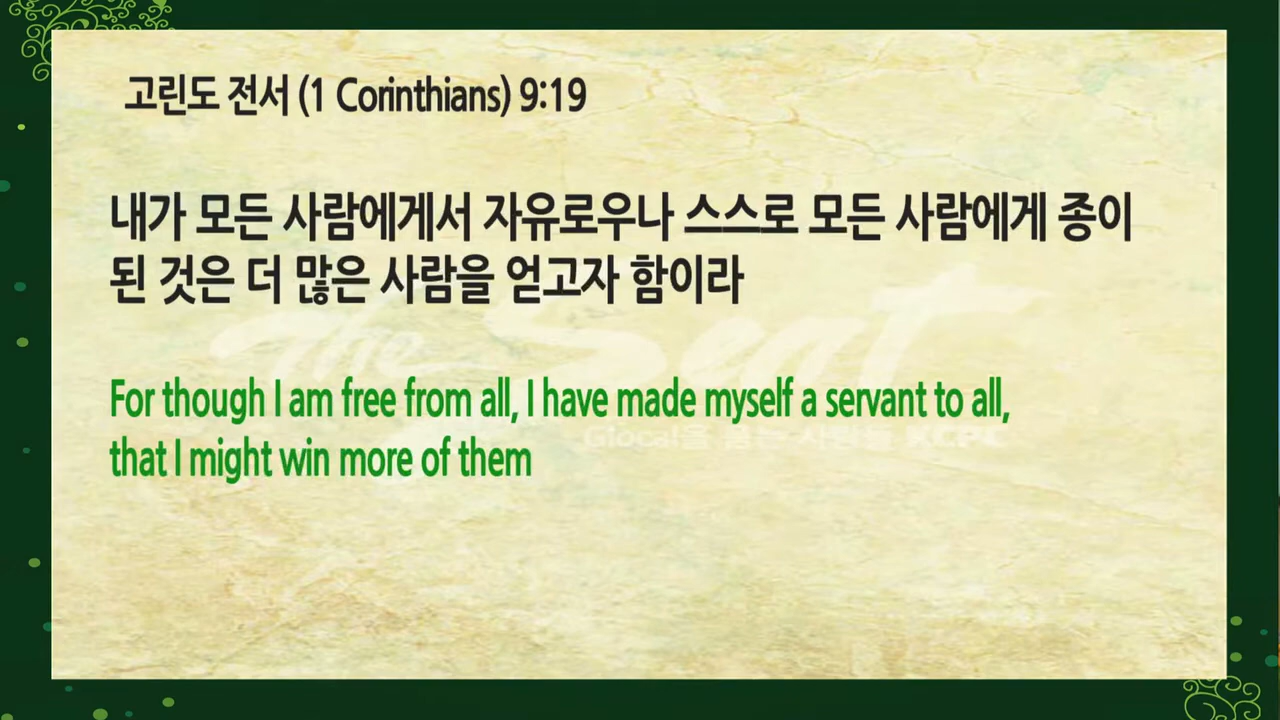 고린도 전서 (1 Corinthians) 9:19
내가 모든 사람에게서 자유로우나 스스로 모든 사람에게 종이
된 것은 더 많은 사람을 얻고자 함이라
The Seat
For though I am free from all, I have made myself a servant to all,
that I might win more of them